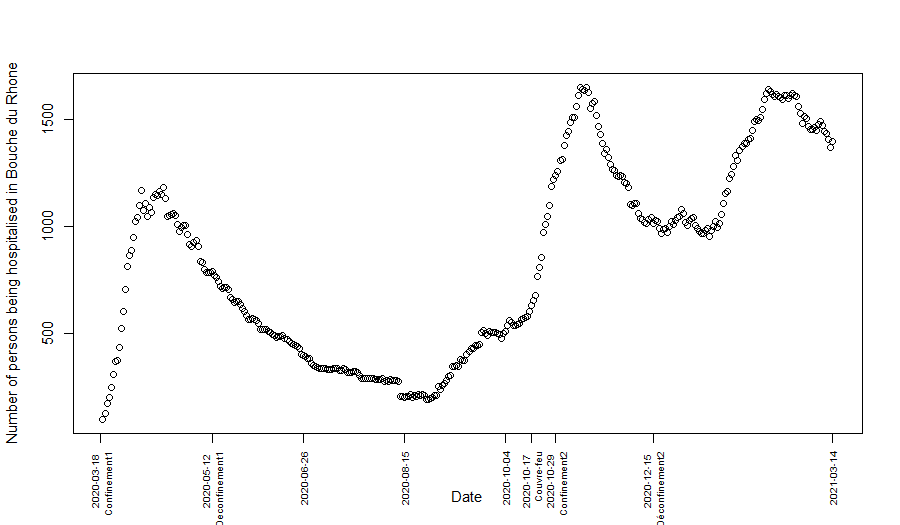 Number of persons being hospitalised in Bouche du Rhone
1500
1000
500
2020-03-18
Confinement1
2020-05-12
Deconfinement1
2020-06-26
2020-08-15
2020-10-04
2020-10-17
Couvre-feu
2020-10-29
Confinement2
2020-12-15
Déconfinement2
2021-03-14
Date